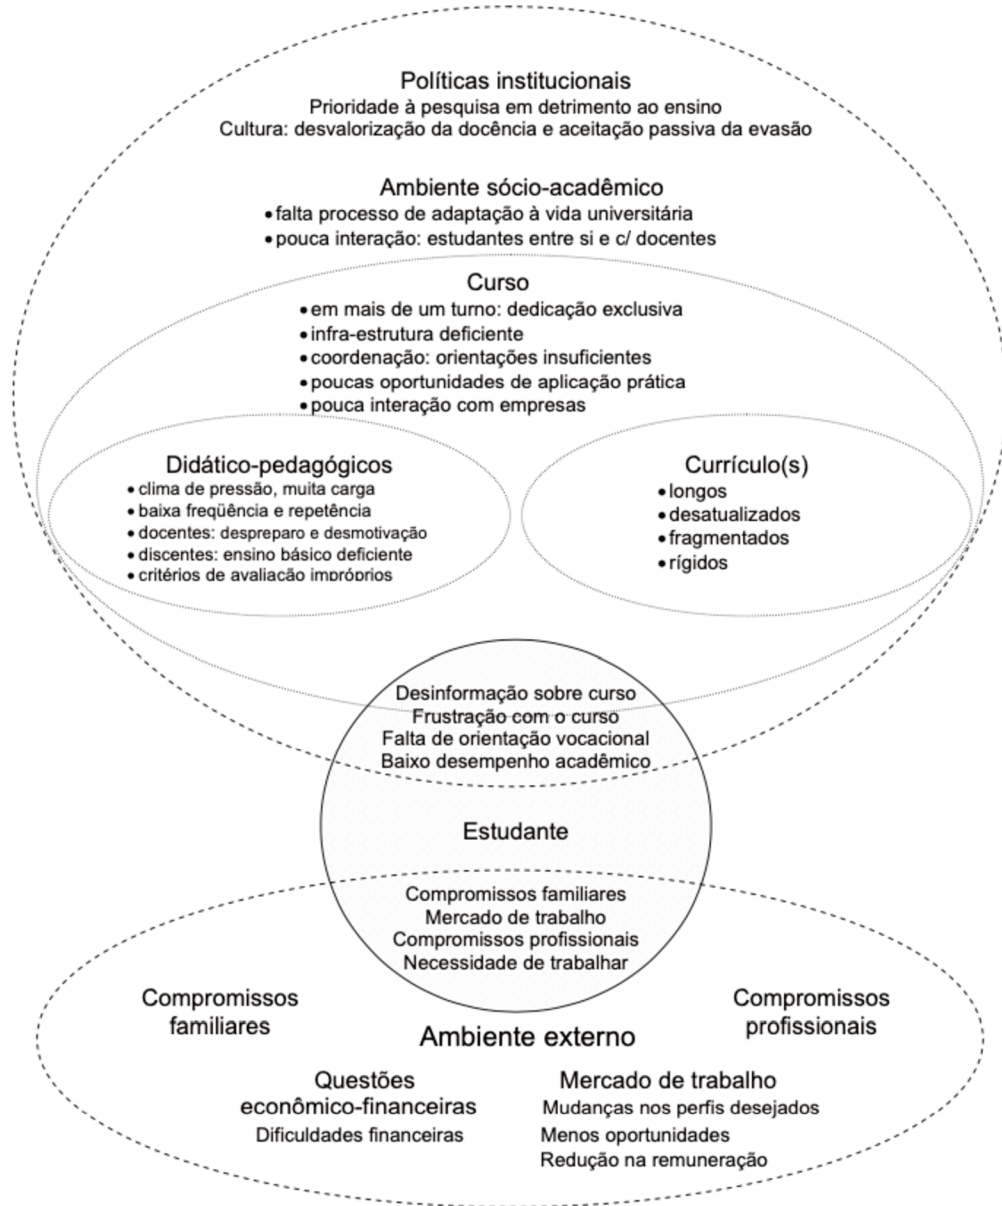 Políticas institucionais
Prioridade à pesquisa em detrimento ao ensino
Cultura: desvalorização da docência e aceitação passiva da evasão
Ambiente sócio-acadêmico
• falta processo de adaptação à vida universitária
• pouca interação: estudantes entre si e c/ docentes
Curso
• em mais de um turno: dedicação exclusiva
• infra-estrutura deficiente
• coordenação: orientações insuficientes
• poucas oportunidades de aplicação prática
• pouca interação com empresas
Didático-pedagógicos
• clima de pressão, muita carga
• baixa freqüência e repetência
• docentes: despreparo e desmotivação
• discentes: ensino básico deficiente
• critérios de avaliação impróprios
Currículo(s)
• longos
• desatualizados
• fragmentados
• rígidos
Desinformação sobre curso
Frustração com o curso
Falta de orientação vocacional
Baixo desempenho acadêmico
Estudante
Compromissos familiares
Mercado de trabalho
Compromissos profissionais
Necessidade de trabalhar
Compromissos
familiares
Compromissos
profissionais
Ambiente externo
Questões
econômico-financeiras
Dificuldades financeiras
Mercado de trabalho
Mudanças nos perfis desejados
Menos oportunidades
Redução na remuneração